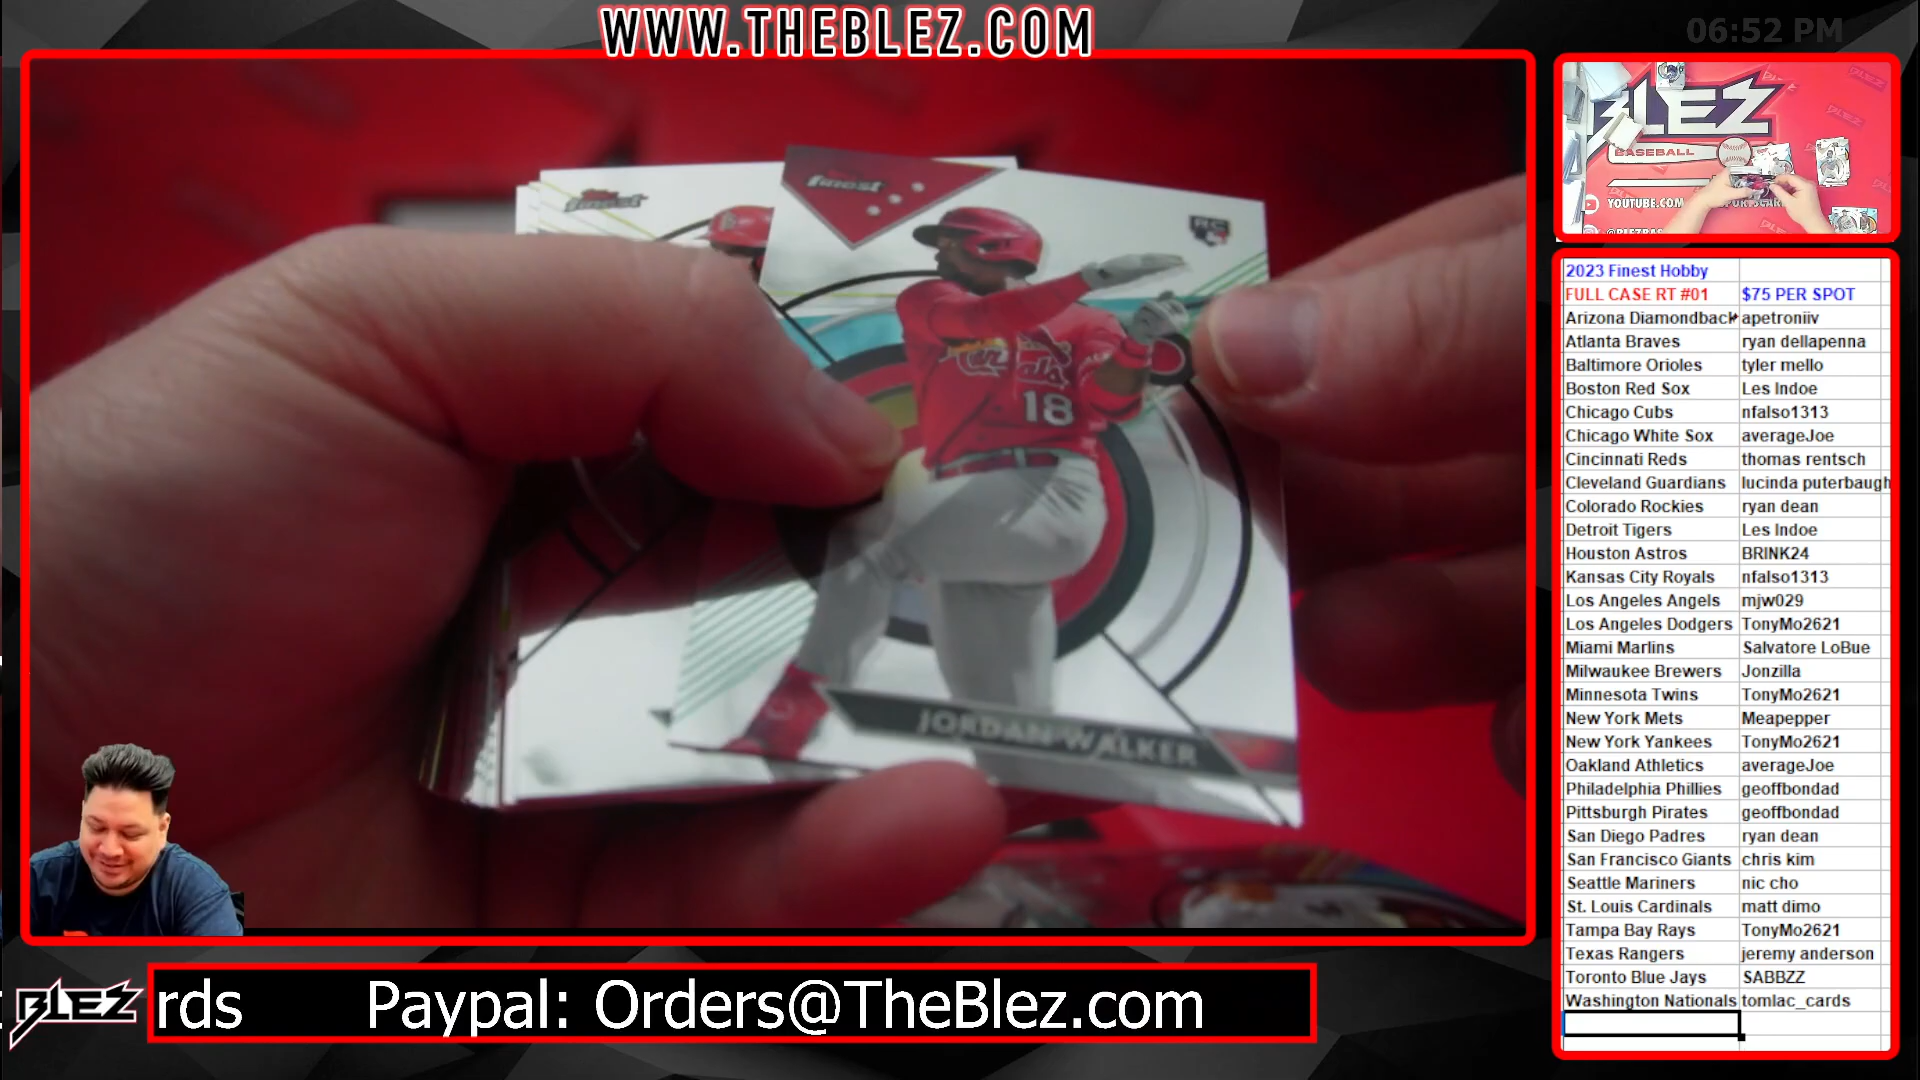 WWW.THEBLEZ.COM
06:52 PM
finest
finest
RC
Cardinals
18
JORDAN WALKER
BLEZ
BASEBALL
YOUTUBE.COM
2023 Finest Hobby
FULL CASE RT #01 $75 PER SPOT
Arizona Diamondback apetroniiv
Atlanta Braves ryan dellapenna
Baltimore Orioles tyler mello
Boston Red Sox Les Indoe
Chicago Cubs nfalso1313
Chicago White Sox averageJoe
Cincinnati Reds thomas rentsch
Cleveland Guardians lucinda puterbaugh
Colorado Rockies ryan dean
Detroit Tigers Les Indoe
Houston Astros BRINK24
Kansas City Royals nfalso1313
Los Angeles Angels mjw029
Los Angeles Dodgers TonyMo2621
Miami Marlins Salvatore LoBue
Milwaukee Brewers Jonzilla
Minnesota Twins TonyMo2621
New York Mets Meapepper
New York Yankees TonyMo2621
Oakland Athletics averageJoe
Philadelphia Phillies geoffbondad
Pittsburgh Pirates geoffbondad
San Diego Padres ryan dean
San Francisco Giants chris kim
Seattle Mariners nic cho
St. Louis Cardinals matt dimo
Tampa Bay Rays TonyMo2621
Texas Rangers jeremy anderson
Toronto Blue Jays SABBZZ
Washington Nationals tomlac_cards
BLEZ
rds Paypal: Orders@TheBlez.com